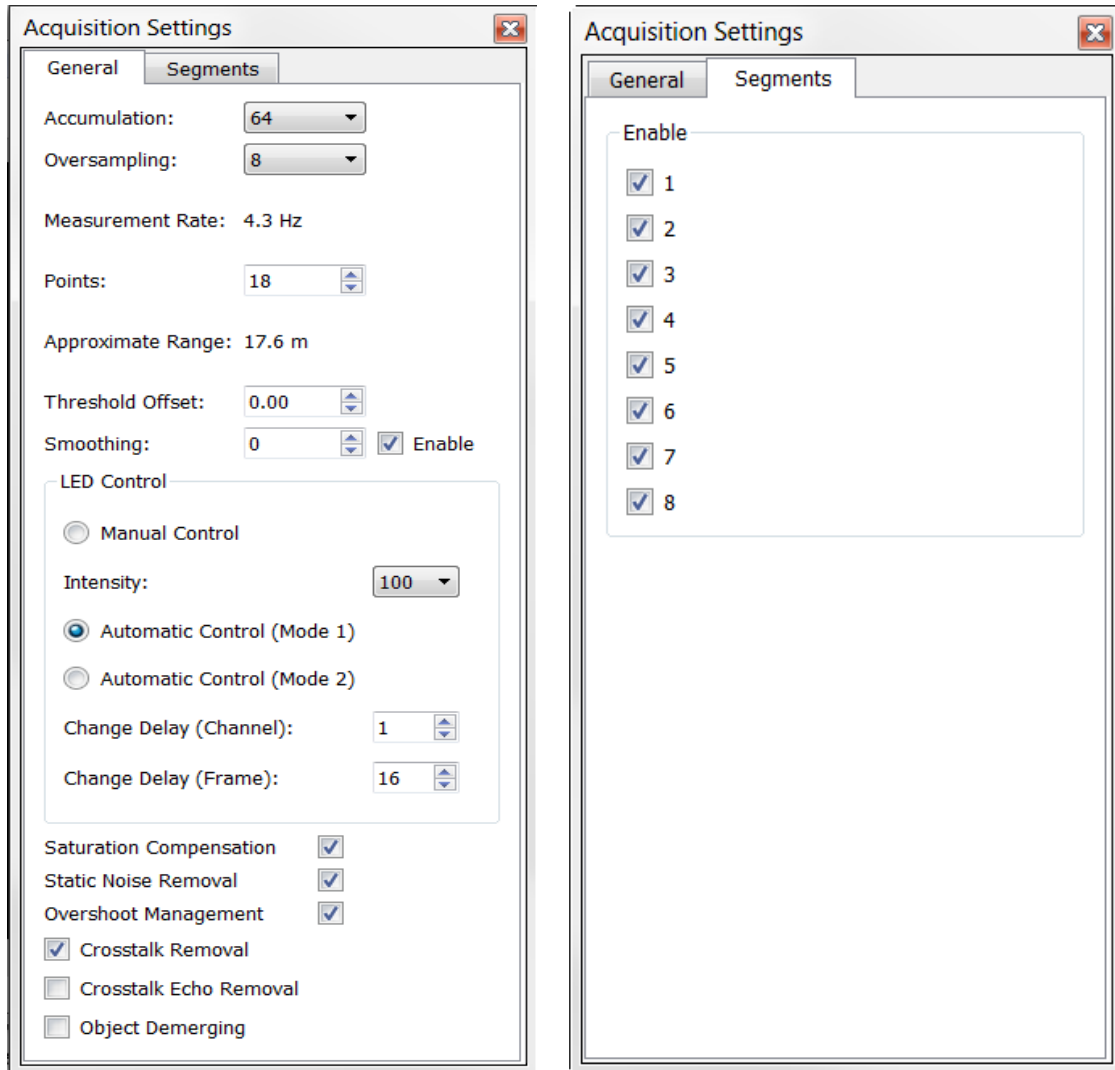 Acquisition Settings
General Segments
Accumulation: 64
Oversampling: 8
Measurement Rate: 4.3 Hz
Points: 18
Approximate Range: 17.6 m
Threshold Offset: 0.00
Smoothing: 0 Enable
LED Control
Manual Control
Intensity: 100
Automatic Control (Mode 1)
Automatic Control (Mode 2)
Change Delay (Channel): 1
Change Delay (Frame): 16
Saturation Compensation
Static Noise Removal
Overshoot Management
Crosstalk Removal
Crosstalk Echo Removal
Object Demerging
Acquisition Settings
General Segments
Enable
1
2
3
4
5
6
7
8